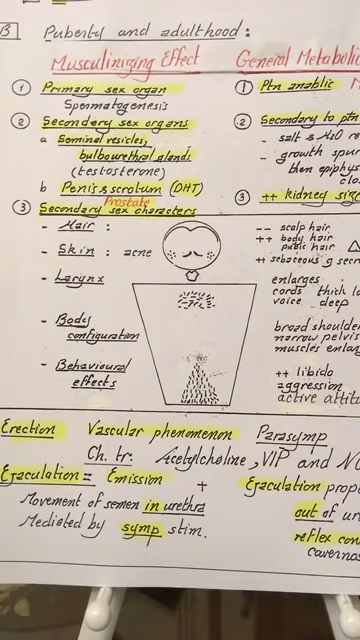 B Puberty and adulthood:
Musculinizing Effect
General Metabolic
① Primary sex organ
Spermatogenesis
② Secondary sex organs
a Seminal vesicles,
bulbourethral glands
(testosterone)
b Penis & scrotum (DHT)
Prostate
③ Secondary sex characters
- Hair :
- Skin : acne
- Larynx
- Body
configuration
- Behavioural
effects
① Ptn anablic
② Secondary to ptn
- salt & H2O r
- growth spur
then epiphys
clos
③ ++ kidney size
-- scalp hair
++ body hair
pubic hair △
++ sebaceous g secr
enlarges
cords thick l
voice deep
broad shoulde
narrow pelvis
muscles enlarg
++ libido
aggression
active attit
Erection Vascular phenomenon Parasymp
Ch. tr. Acetylcholine, VIP and N
Ejaculation = Emission + Ejaculation prop
Movement of semen in urethra
out of ur
Mediated by symp stim.
reflex con
cavernos